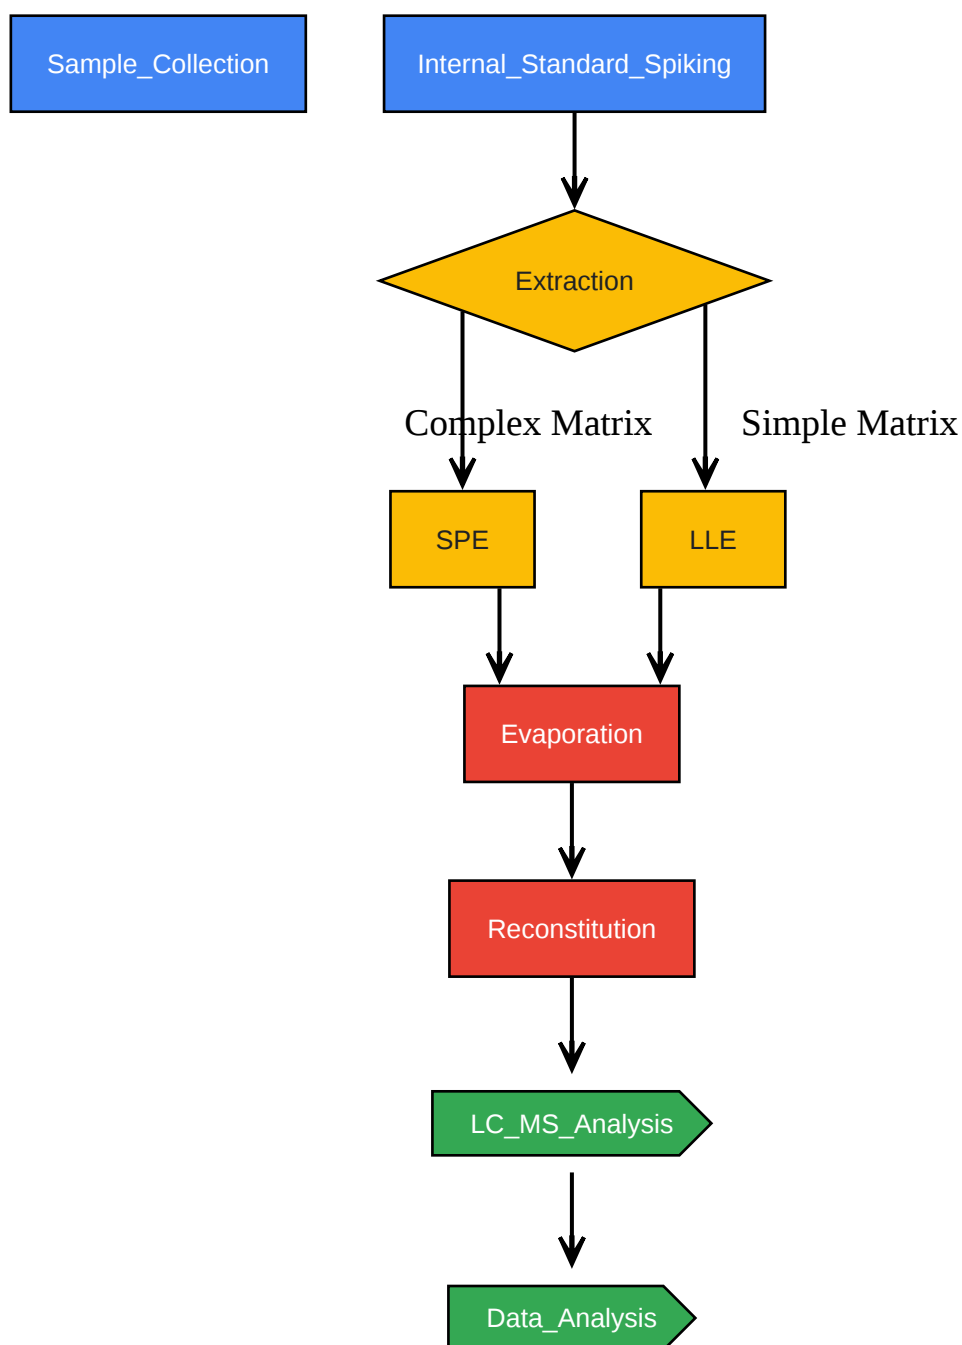 Sample_Collection
Internal_Standard_Spiking
Extraction
Complex Matrix
Simple Matrix
SPE
LLE
Evaporation
Reconstitution
LC_MS_Analysis
Data_Analysis